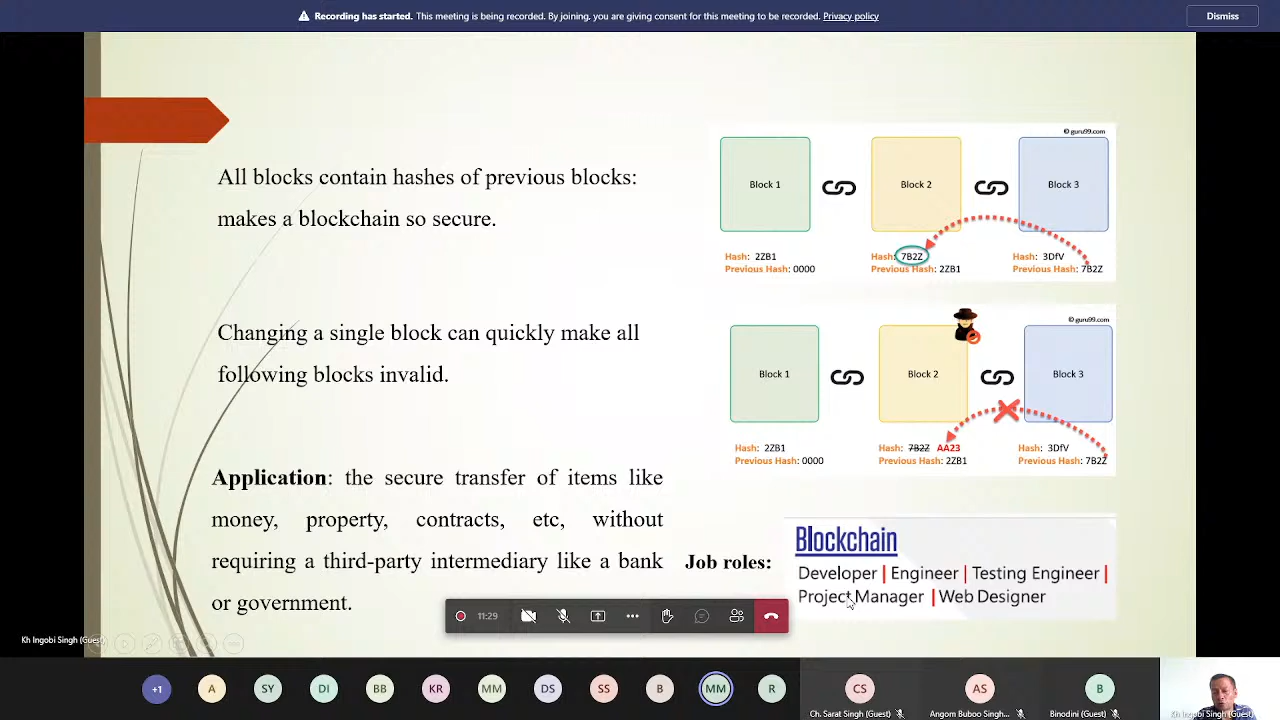 Recording has started. This meeting is being recorded. By joining, you are giving consent for this meeting to be recorded. Privacy policy
Dismiss
All blocks contain hashes of previous blocks:
makes a blockchain so secure.
Changing a single block can quickly make all
following blocks invalid.
Application: the secure transfer of items like
money, property, contracts, etc, without
requiring a third-party intermediary like a bank
or government.
© guru99.com
Block 1
Block 2
Block 3
Hash: 2ZB1
Previous Hash: 0000
Hash: 7B2Z
Previous Hash: 2ZB1
Hash: 3DfV
Previous Hash: 7B2Z
© guru99.com
Block 1
Block 2
Block 3
Hash: 2ZB1
Previous Hash: 0000
Hash: 7B2Z AA23
Previous Hash: 2ZB1
Hash: 3DfV
Previous Hash: 7B2Z
Job roles:
Blockchain
Developer | Engineer | Testing Engineer |
Project Manager | Web Designer
11:29
Kh Ingobi Singh (Guest)
+1
A
SY
DI
BB
KR
MM
DS
SS
B
MM
R
CS
Ch. Sarat Singh (Guest)
AS
Angom Buboo Singh...
B
Binodini (Guest)
Kh Ingobi Singh (Guest)